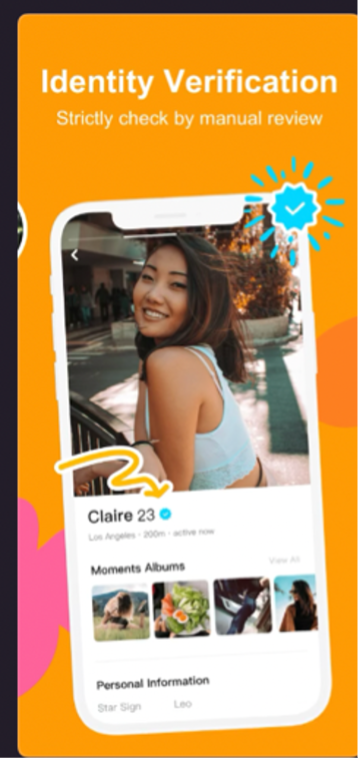 Identity Verification
Strictly check by manual review
Claire 23
Los Angeles • 200m • active now
Moments Albums
View All
Personal Information
Star Sign Leo